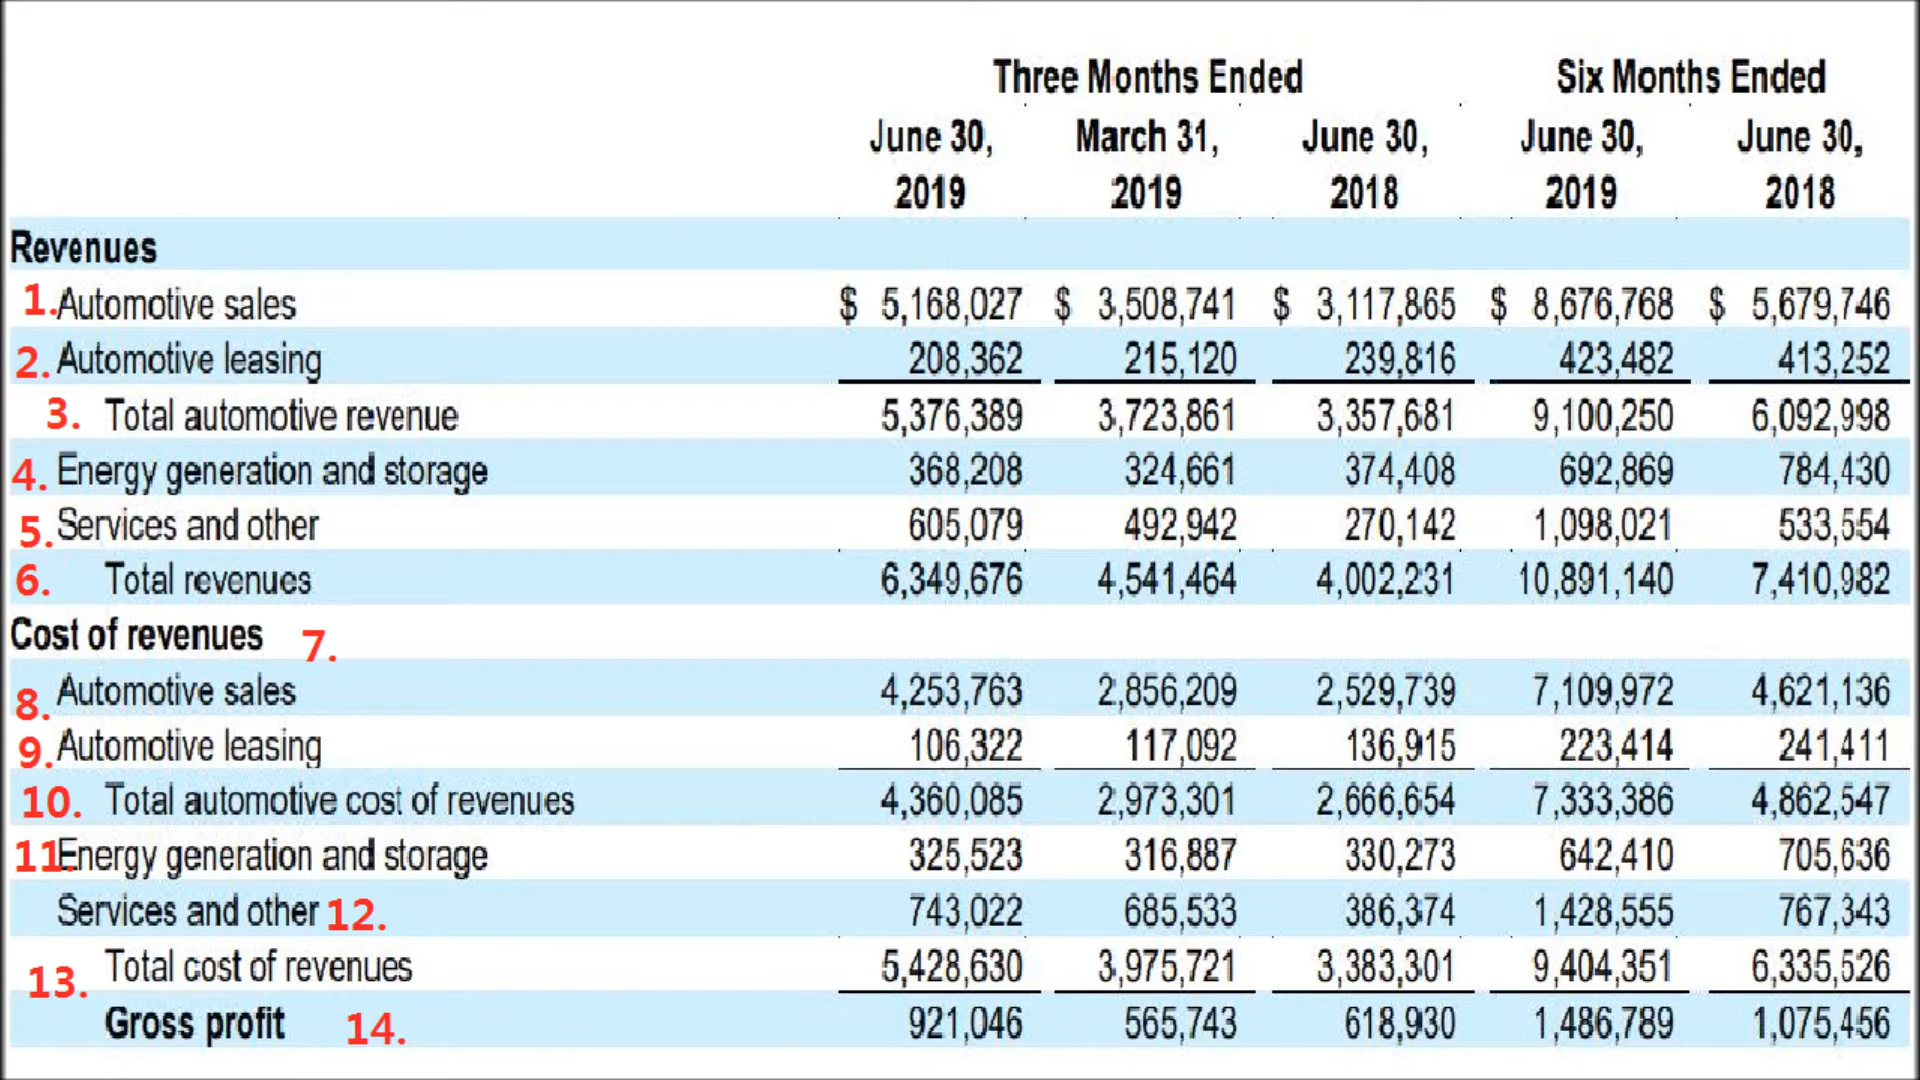 Three Months Ended Six Months Ended
June 30, March 31, June 30, June 30, June 30,
2019 2019 2018 2019 2018
Revenues
1. Automotive sales $ 5,168,027 $ 3,508,741 $ 3,117,865 $ 8,676,768 $ 5,679,746
2. Automotive leasing 208,362 215,120 239,816 423,482 413,252
3. Total automotive revenue 5,376,389 3,723,861 3,357,681 9,100,250 6,092,998
4. Energy generation and storage 368,208 324,661 374,408 692,869 784,430
5. Services and other 605,079 492,942 270,142 1,098,021 533,554
6. Total revenues 6,349,676 4,541,464 4,002,231 10,891,140 7,410,982
Cost of revenues 7.
8. Automotive sales 4,253,763 2,856,209 2,529,739 7,109,972 4,621,136
9. Automotive leasing 106,322 117,092 136,915 223,414 241,411
10. Total automotive cost of revenues 4,360,085 2,973,301 2,666,654 7,333,386 4,862,547
11. Energy generation and storage 325,523 316,887 330,273 642,410 705,636
Services and other 12. 743,022 685,533 386,374 1,428,555 767,343
13. Total cost of revenues 5,428,630 3,975,721 3,383,301 9,404,351 6,335,526
Gross profit 14. 921,046 565,743 618,930 1,486,789 1,075,456